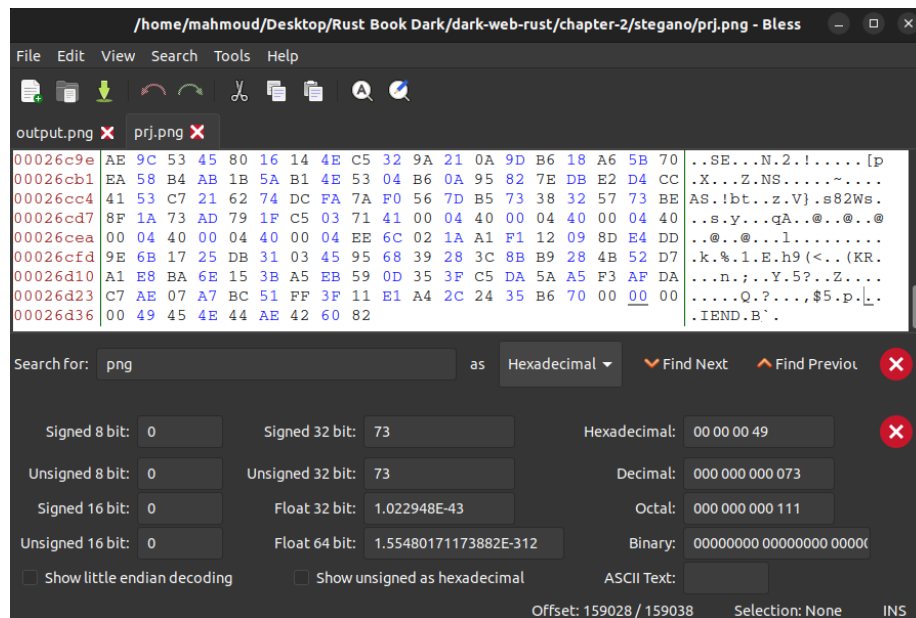 /home/mahmoud/Desktop/Rust Book Dark/dark-web-rust/chapter-2/stegano/prj.png - Bless
File Edit View Search Tools Help
output.png prj.png
00026c9e AE 9C 53 45 80 16 14 4E C5 32 9A 21 0A 9D B6 18 A6 5B 70 ..SE...N.2.!.....[p
00026cb1 EA 58 B4 AB 1B 5A B1 4E 53 04 B6 0A 95 82 7E DB E2 D4 CC .X...Z.NS.....~....
00026cc4 41 53 C7 21 62 74 DC FA 7A F0 56 7D B5 73 38 32 57 73 BE AS.!bt..z.V}.s82Ws.
00026cd7 8F 1A 73 AD 79 1F C5 03 71 41 00 04 40 00 04 40 00 04 40 ..s.y...qA..@..@..@
00026cea 00 04 40 00 04 40 00 04 EE 6C 02 1A A1 F1 12 09 8D E4 DD ..@..@...l.........
00026cfd 9E 6B 17 25 DB 31 03 45 95 68 39 28 3C 8B B9 28 4B 52 D7 .k.%.1.E.h9(<..(KR.
00026d10 A1 E8 BA 6E 15 3B A5 EB 59 0D 35 3F C5 DA 5A A5 F3 AF DA ...n.;..Y.5?..Z....
00026d23 C7 AE 07 A7 BC 51 FF 3F 11 E1 A4 2C 24 35 B6 70 00 00 00 .....Q.?...,$5.p...
00026d36 00 49 45 4E 44 AE 42 60 82 .IEND.B`.
Search for: png as Hexadecimal Find Next Find Previou
Signed 8 bit: 0 Signed 32 bit: 73 Hexadecimal: 00 00 00 49
Unsigned 8 bit: 0 Unsigned 32 bit: 73 Decimal: 000 000 000 073
Signed 16 bit: 0 Float 32 bit: 1.022948E-43 Octal: 000 000 000 111
Unsigned 16 bit: 0 Float 64 bit: 1.55480171173882E-312 Binary: 00000000 00000000 00000
Show little endian decoding Show unsigned as hexadecimal ASCII Text:
Offset: 159028 / 159038 Selection: None INS